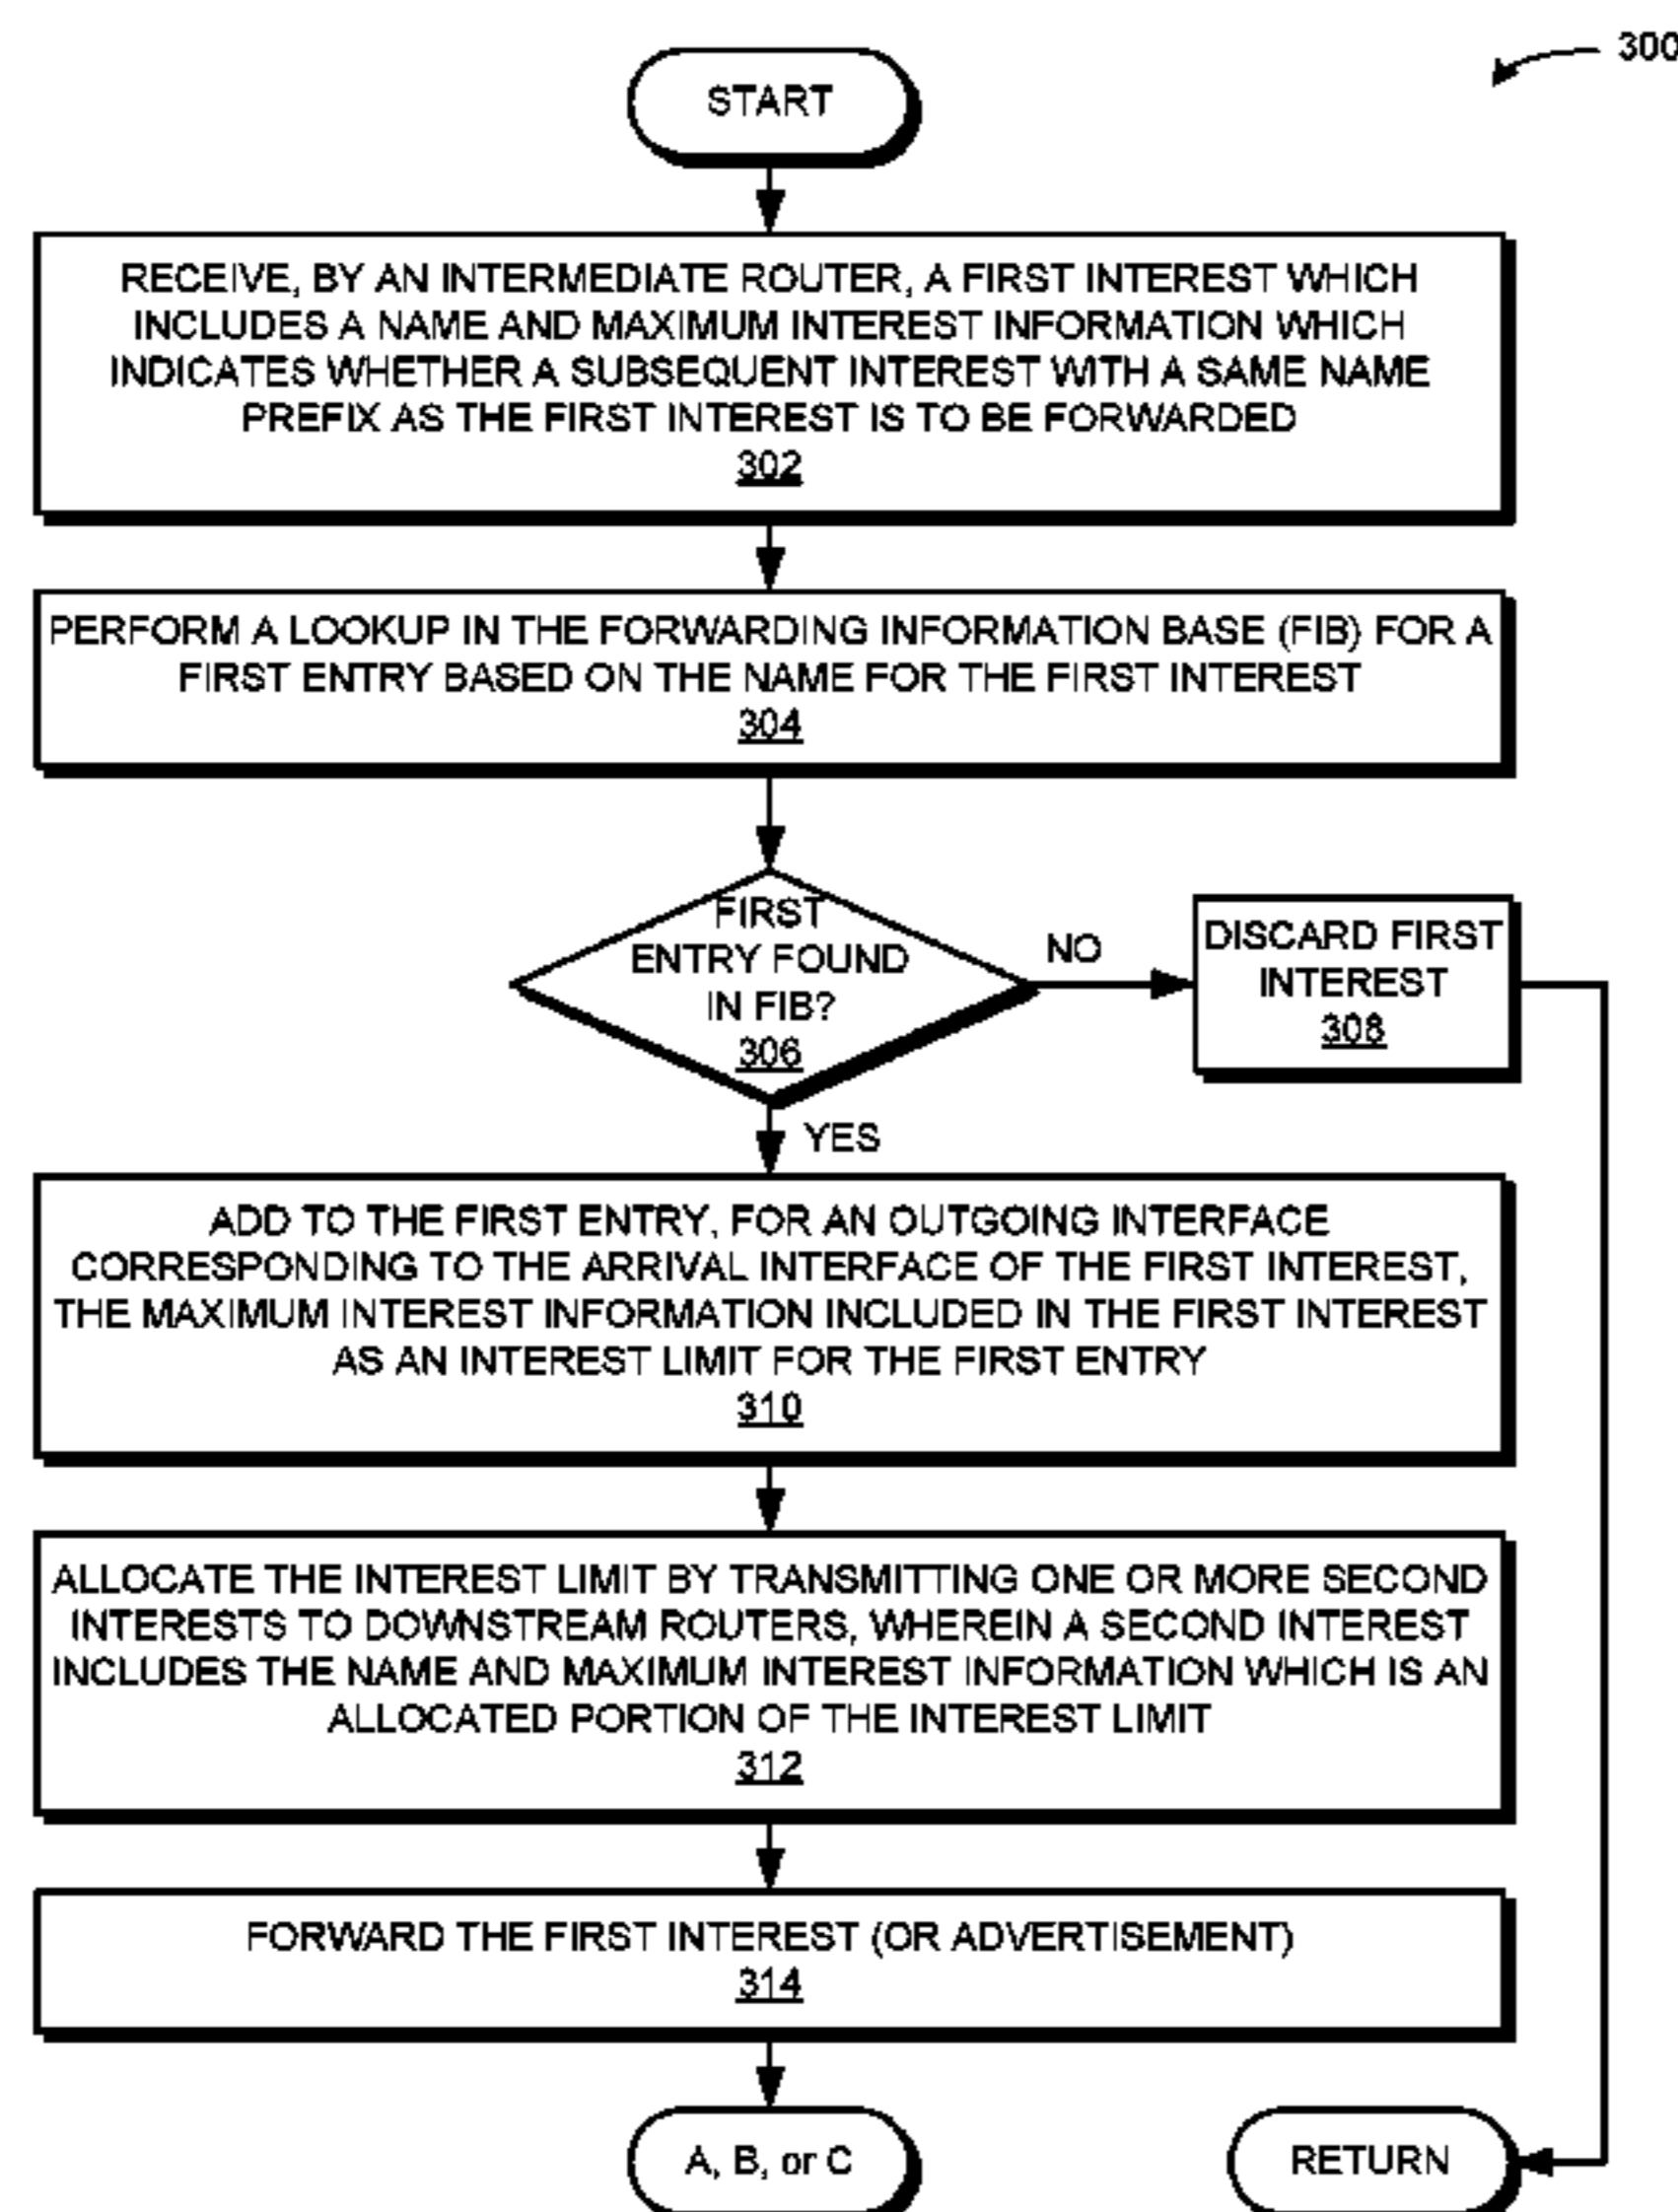 300
START
RECEIVE, BY AN INTERMEDIATE ROUTER, A FIRST INTEREST WHICH
INCLUDES A NAME AND MAXIMUM INTEREST INFORMATION WHICH
INDICATES WHETHER A SUBSEQUENT INTEREST WITH A SAME NAME
PREFIX AS THE FIRST INTEREST IS TO BE FORWARDED
302
PERFORM A LOOKUP IN THE FORWARDING INFORMATION BASE (FIB) FOR A
FIRST ENTRY BASED ON THE NAME FOR THE FIRST INTEREST
304
FIRST
ENTRY FOUND
IN FIB?
306
NO
DISCARD FIRST
INTEREST
308
YES
ADD TO THE FIRST ENTRY, FOR AN OUTGOING INTERFACE
CORRESPONDING TO THE ARRIVAL INTERFACE OF THE FIRST INTEREST,
THE MAXIMUM INTEREST INFORMATION INCLUDED IN THE FIRST INTEREST
AS AN INTEREST LIMIT FOR THE FIRST ENTRY
310
ALLOCATE THE INTEREST LIMIT BY TRANSMITTING ONE OR MORE SECOND
INTERESTS TO DOWNSTREAM ROUTERS, WHEREIN A SECOND INTEREST
INCLUDES THE NAME AND MAXIMUM INTEREST INFORMATION WHICH IS AN
ALLOCATED PORTION OF THE INTEREST LIMIT
312
FORWARD THE FIRST INTEREST (OR ADVERTISEMENT)
314
A, B, or C
RETURN